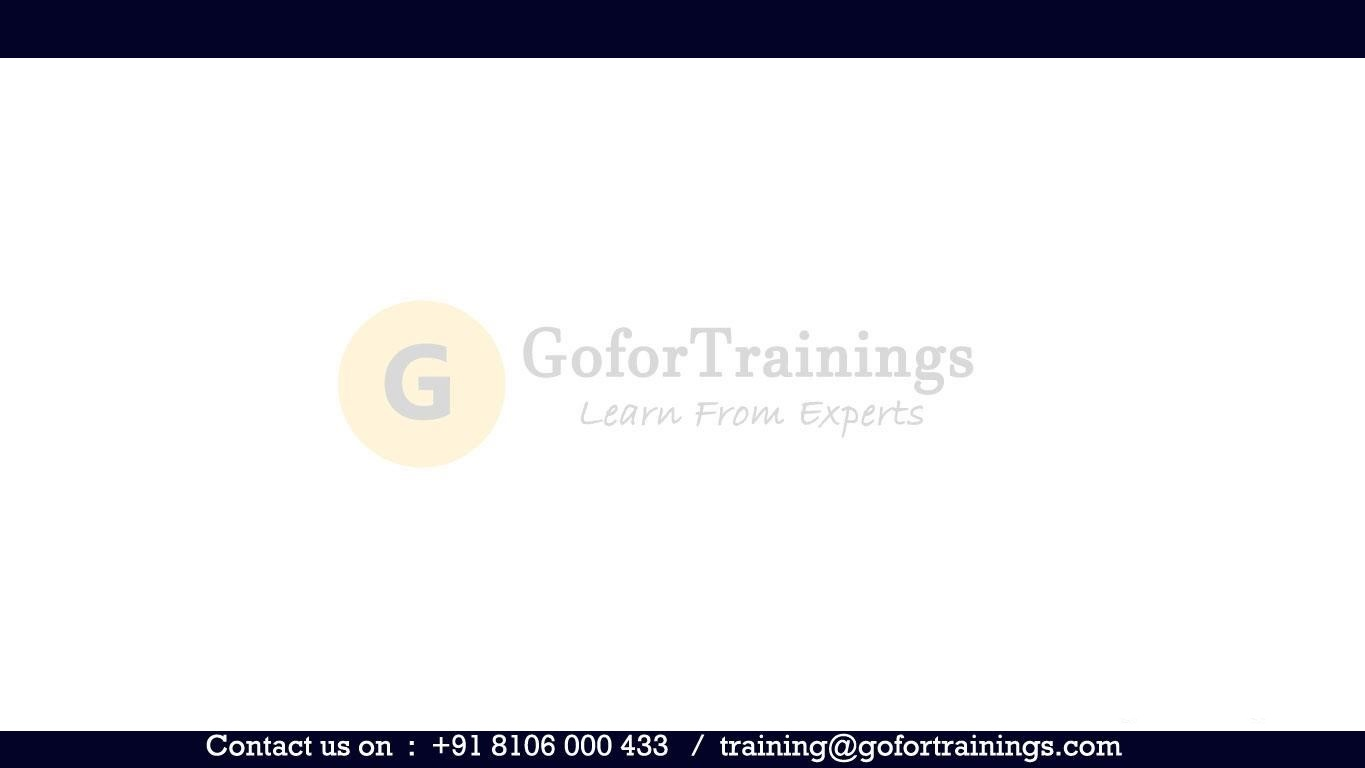 G
GoforTrainings
Learn From Experts
Contact us on : +91 8106 000 433 / training@gofortrainings.com